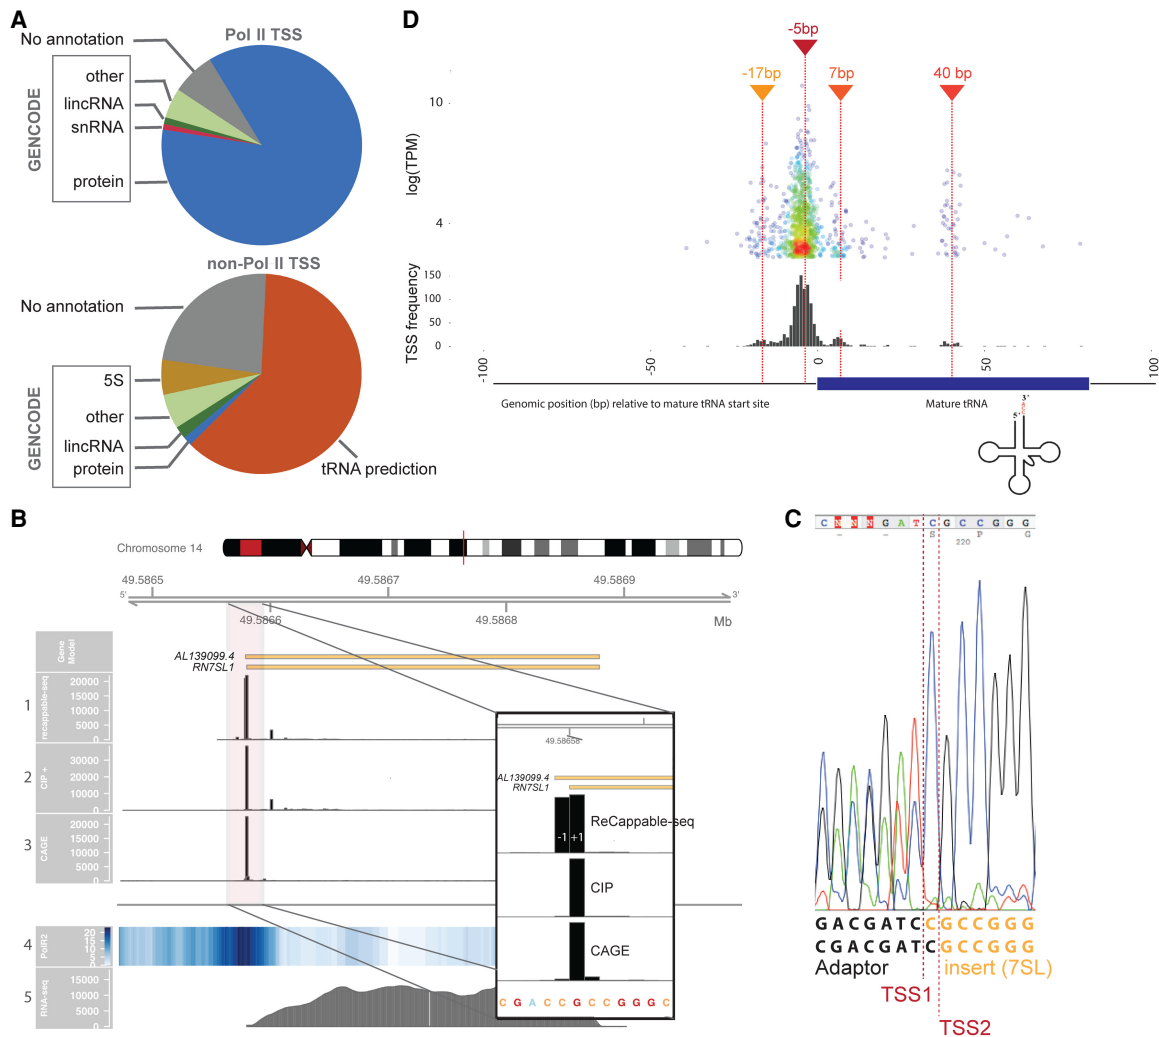 A
Pol II TSS
No annotation
other
lincRNA
snRNA
protein
GENCODE
non-Pol II TSS
No annotation
5S
other
lincRNA
protein
GENCODE
tRNA prediction
D
-5bp
-17bp
7bp
40 bp
log(TPM)
10
4
TSS frequency
150
100
50
0
-100
-50
0
50
100
Genomic position (bp) relative to mature tRNA start site
Mature tRNA
5'
3'
B
Chromosome 14
49.5865
49.5867
49.5869
5'
3'
49.5866
49.5868
Mb
Gene
Model
AL139099.4
RN7SL1
1
recappable-seq
20000
15000
10000
5000
0
2
CIP +
30000
20000
10000
0
3
CAGE
20000
15000
10000
5000
0
4
PolR2
20
15
10
5
0
5
RNA-seq
15000
10000
5000
0
49.58658
AL139099.4
RN7SL1
-1 +1
ReCappable-seq
CIP
CAGE
C G A C C G C C G G G C
C
C N N N G A T C G C C G G G
- - S P G
220
G A C G A T C C G C C G G G
C G A C G A T C G C C G G G
Adaptor
insert (7SL)
TSS1
TSS2